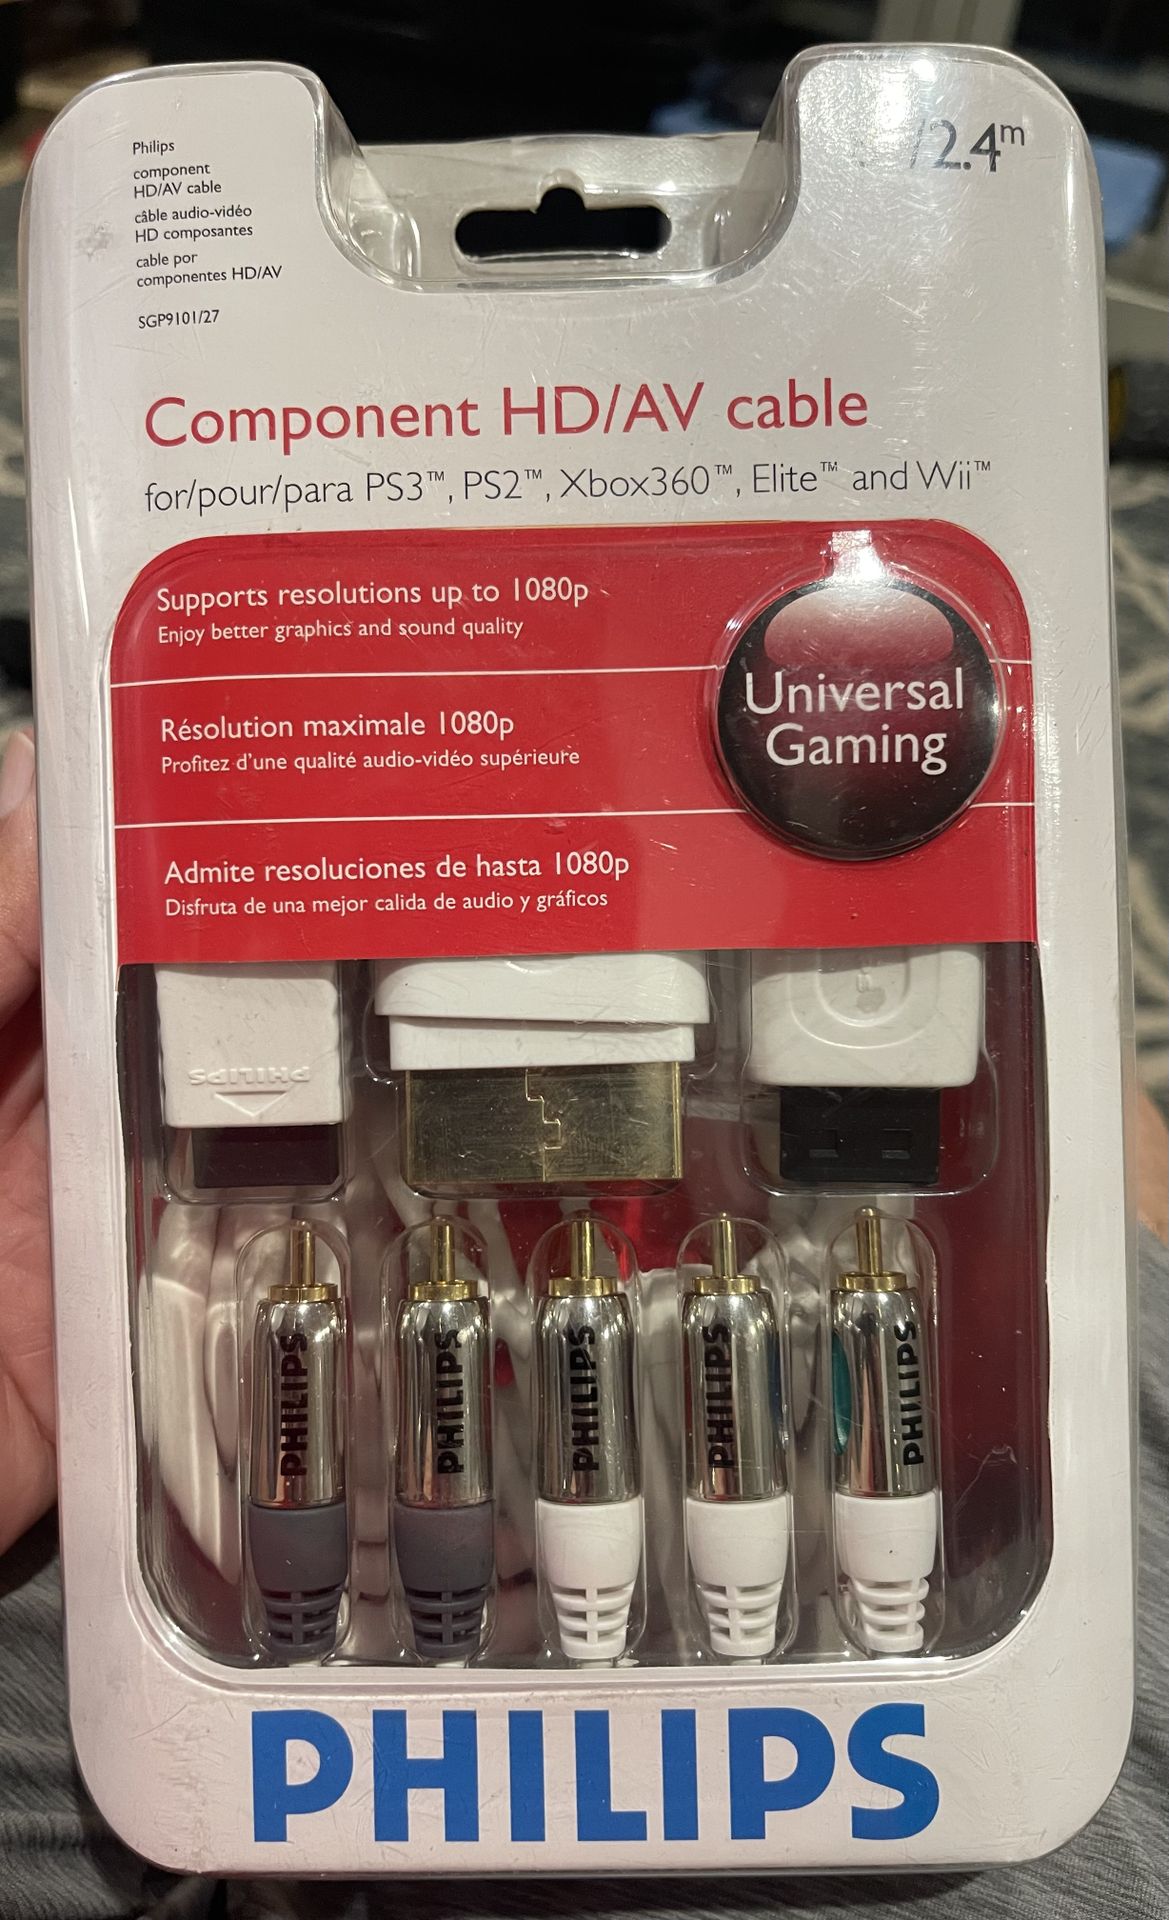 Philips
component
HD/AV cable
câble audio-vidéo
HD composantes
cable por
componentes HD/AV
SGP9101/27
/2.4m
Component HD/AV cable
for/pour/para PS3™, PS2™, Xbox360™, Elite™ and Wii™
Supports resolutions up to 1080p
Enjoy better graphics and sound quality
Universal
Gaming
Résolution maximale 1080p
Profitez d'une qualité audio-vidéo supérieure
Admite resoluciones de hasta 1080p
Disfruta de una mejor calida de audio y gráficos
PHILIPS
PHILIPS
PHILIPS
PHILIPS
PHILIPS
PHILIPS
PHILIPS